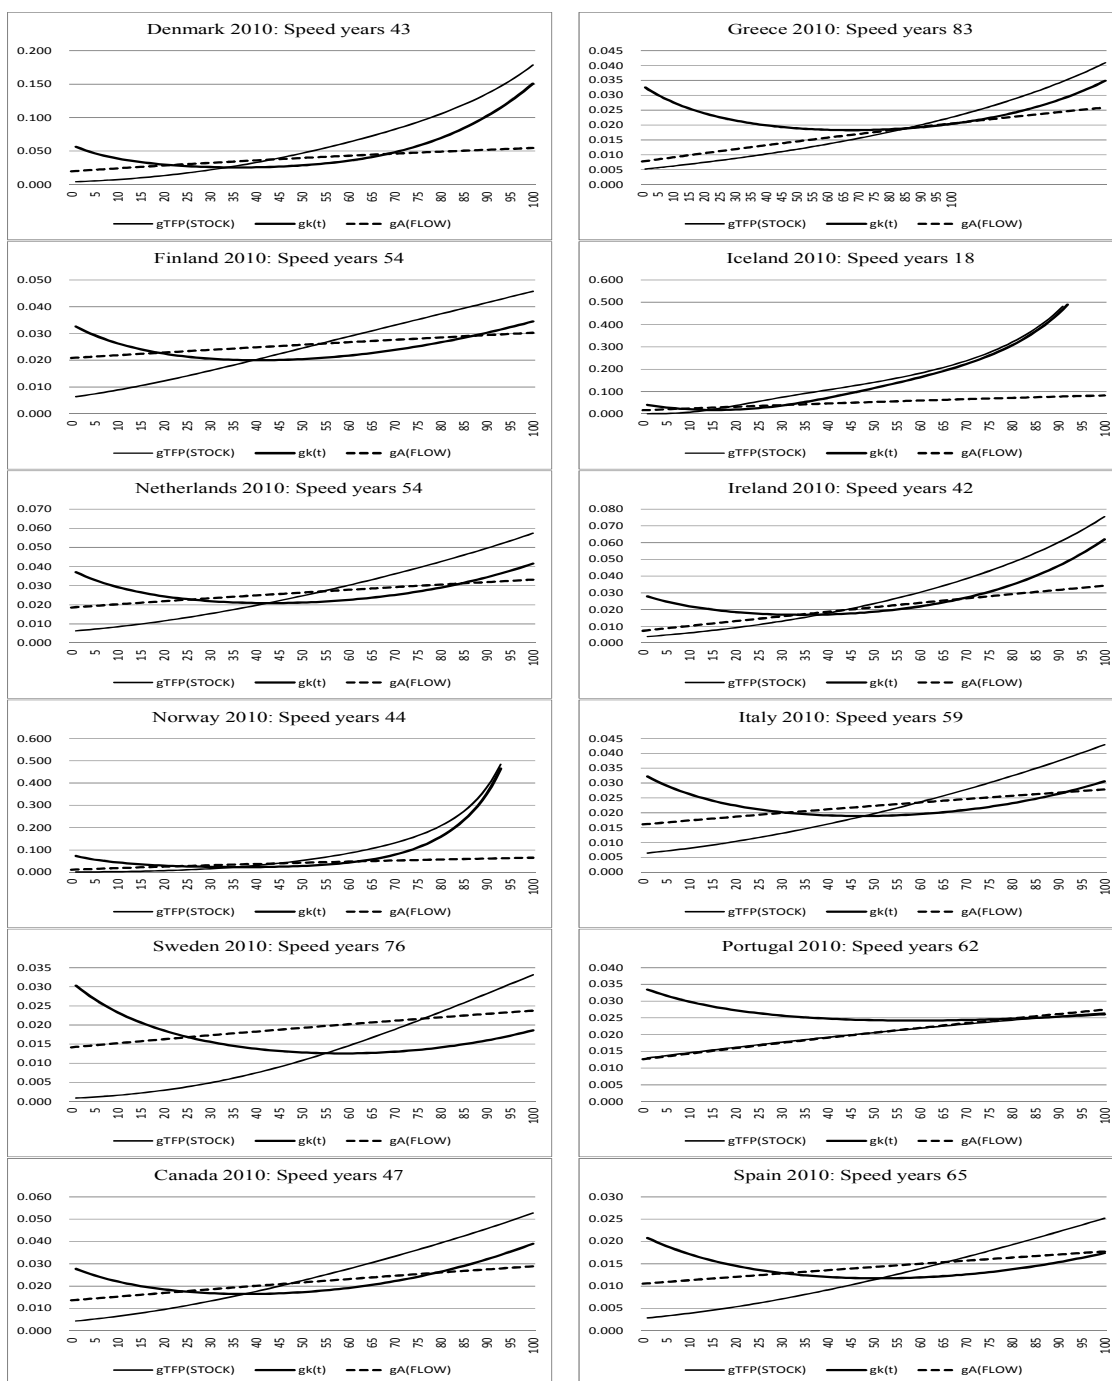 Denmark 2010: Speed years 43
0.200
0.150
0.100
0.050
0.000
0 5 10 15 20 25 30 35 40 45 50 55 60 65 70 75 80 85 90 95 100
gTFP(STOCK) gk(t) gA(FLOW)
Greece 2010: Speed years 83
0.045
0.040
0.035
0.030
0.025
0.020
0.015
0.010
0.005
0.000
0 5 10 15 20 25 30 35 40 45 50 55 60 65 70 75 80 85 90 95 100
gTFP(STOCK) gk(t) gA(FLOW)
Finland 2010: Speed years 54
0.050
0.040
0.030
0.020
0.010
0.000
0 5 10 15 20 25 30 35 40 45 50 55 60 65 70 75 80 85 90 95 100
gTFP(STOCK) gk(t) gA(FLOW)
Iceland 2010: Speed years 18
0.600
0.500
0.400
0.300
0.200
0.100
0.000
0 5 10 15 20 25 30 35 40 45 50 55 60 65 70 75 80 85 90 95 100
gTFP(STOCK) gk(t) gA(FLOW)
Netherlands 2010: Speed years 54
0.070
0.060
0.050
0.040
0.030
0.020
0.010
0.000
0 5 10 15 20 25 30 35 40 45 50 55 60 65 70 75 80 85 90 95 100
gTFP(STOCK) gk(t) gA(FLOW)
Ireland 2010: Speed years 42
0.080
0.070
0.060
0.050
0.040
0.030
0.020
0.010
0.000
0 5 10 15 20 25 30 35 40 45 50 55 60 65 70 75 80 85 90 95 100
gTFP(STOCK) gk(t) gA(FLOW)
Norway 2010: Speed years 44
0.600
0.500
0.400
0.300
0.200
0.100
0.000
0 5 10 15 20 25 30 35 40 45 50 55 60 65 70 75 80 85 90 95 100
gTFP(STOCK) gk(t) gA(FLOW)
Italy 2010: Speed years 59
0.045
0.040
0.035
0.030
0.025
0.020
0.015
0.010
0.005
0.000
0 5 10 15 20 25 30 35 40 45 50 55 60 65 70 75 80 85 90 95 100
gTFP(STOCK) gk(t) gA(FLOW)
Sweden 2010: Speed years 76
0.035
0.030
0.025
0.020
0.015
0.010
0.005
0.000
0 5 10 15 20 25 30 35 40 45 50 55 60 65 70 75 80 85 90 95 100
gTFP(STOCK) gk(t) gA(FLOW)
Portugal 2010: Speed years 62
0.040
0.035
0.030
0.025
0.020
0.015
0.010
0.005
0.000
0 5 10 15 20 25 30 35 40 45 50 55 60 65 70 75 80 85 90 95 100
gTFP(STOCK) gk(t) gA(FLOW)
Canada 2010: Speed years 47
0.060
0.050
0.040
0.030
0.020
0.010
0.000
0 5 10 15 20 25 30 35 40 45 50 55 60 65 70 75 80 85 90 95 100
gTFP(STOCK) gk(t) gA(FLOW)
Spain 2010: Speed years 65
0.030
0.025
0.020
0.015
0.010
0.005
0.000
0 5 10 15 20 25 30 35 40 45 50 55 60 65 70 75 80 85 90 95 100
gTFP(STOCK) gk(t) gA(FLOW)